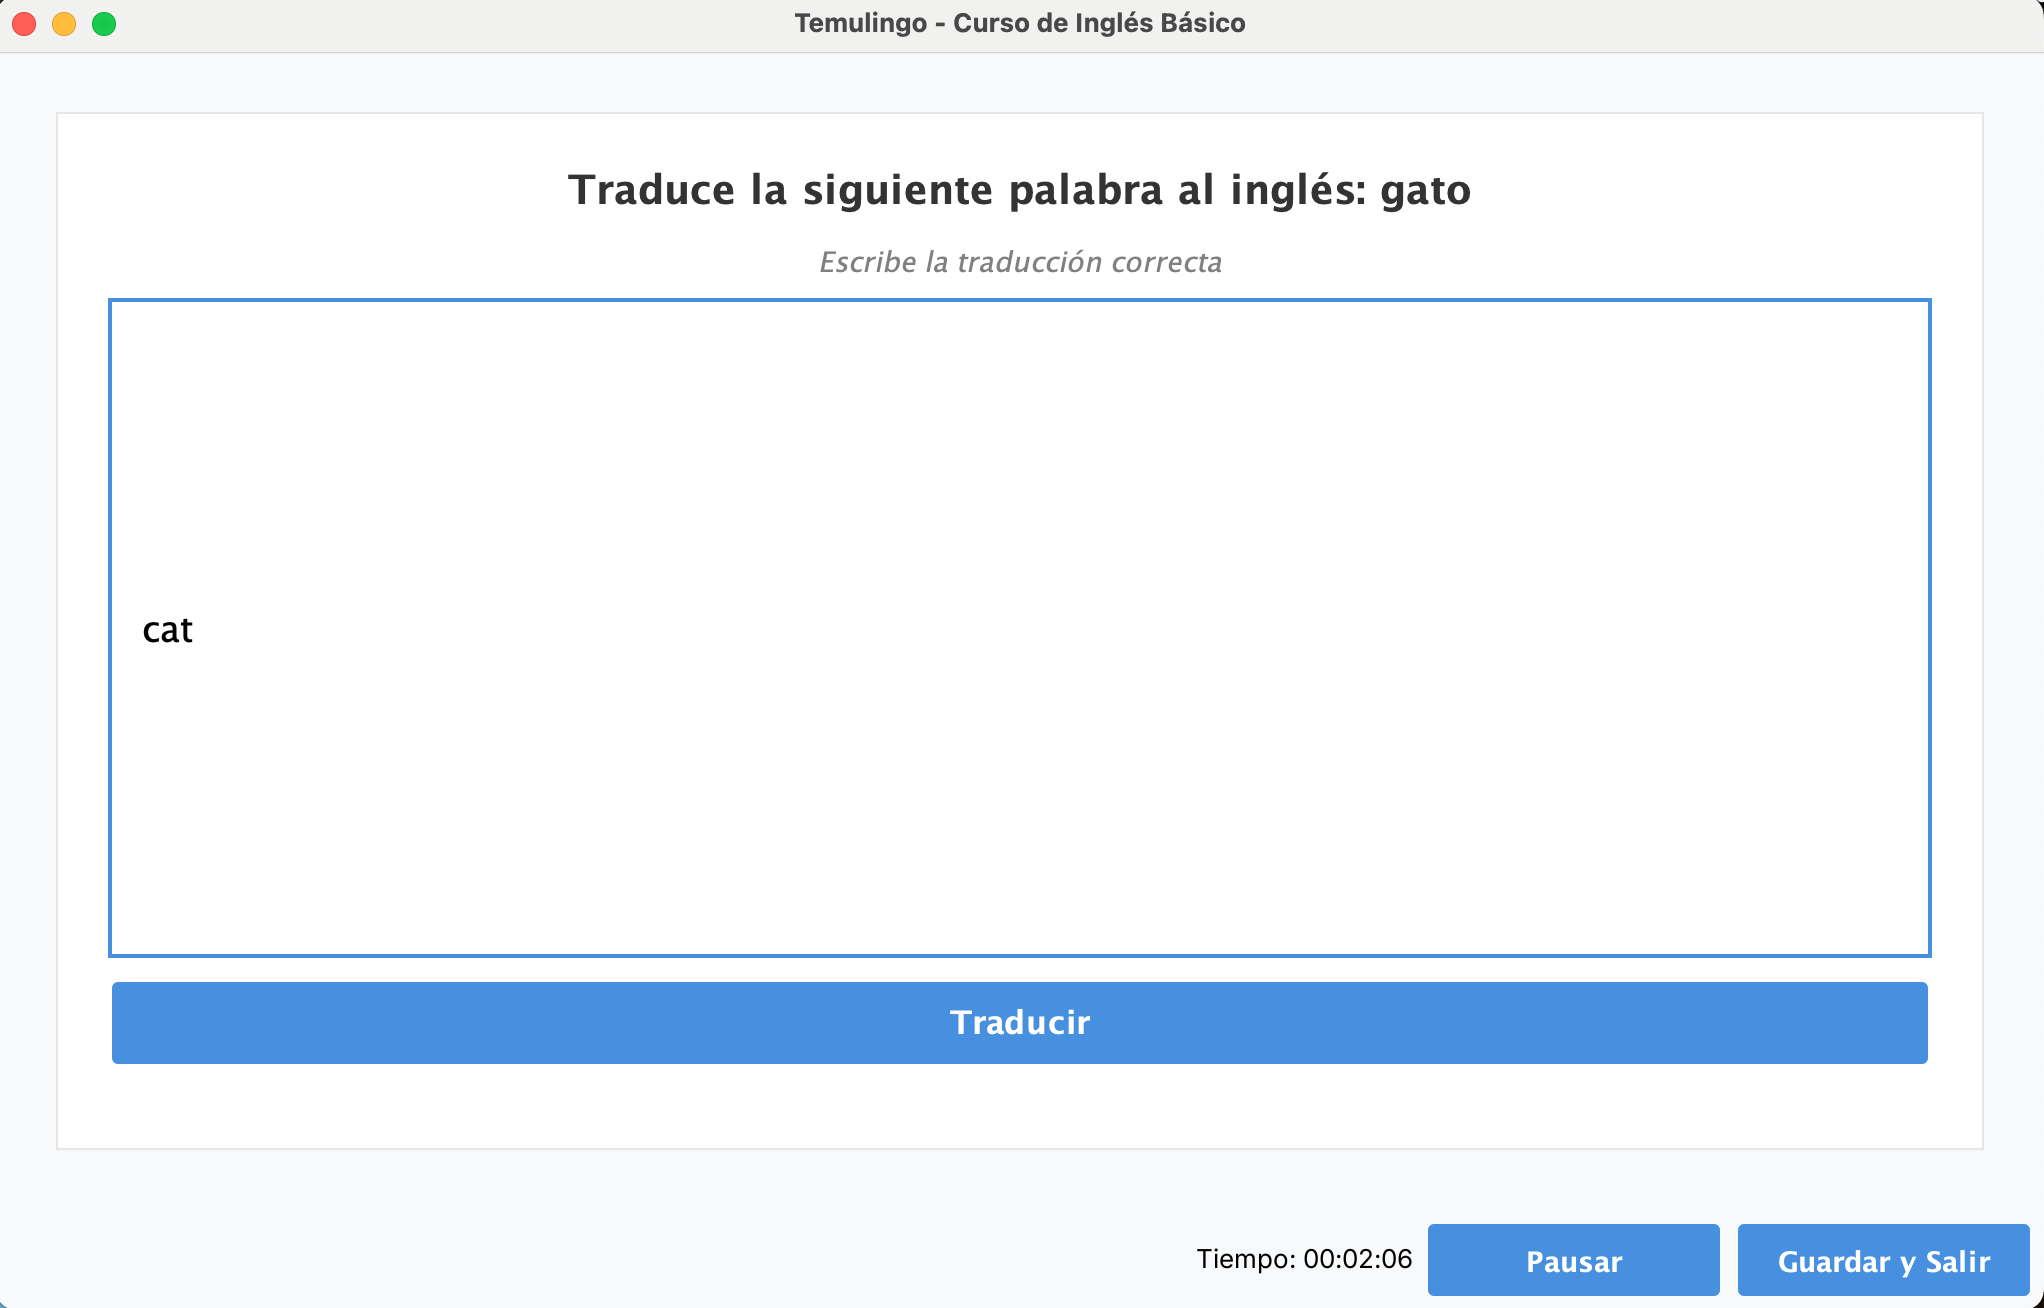 Temulingo - Curso de Inglés Básico
Traduce la siguiente palabra al inglés: gato
Escribe la traducción correcta
cat
Traducir
Tiempo: 00:02:06
Pausar
Guardar y Salir